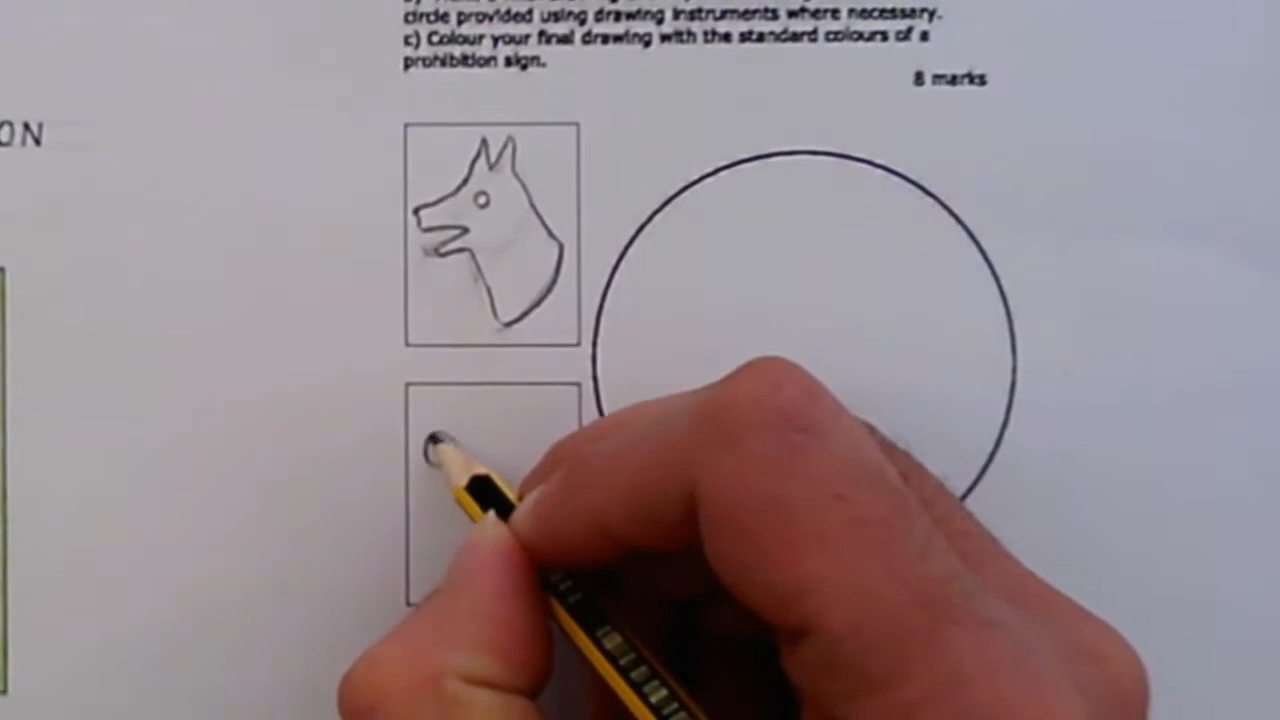 circle provided using drawing instruments where necessary.
c) Colour your final drawing with the standard colours of a
prohibition sign.
8 marks
ON